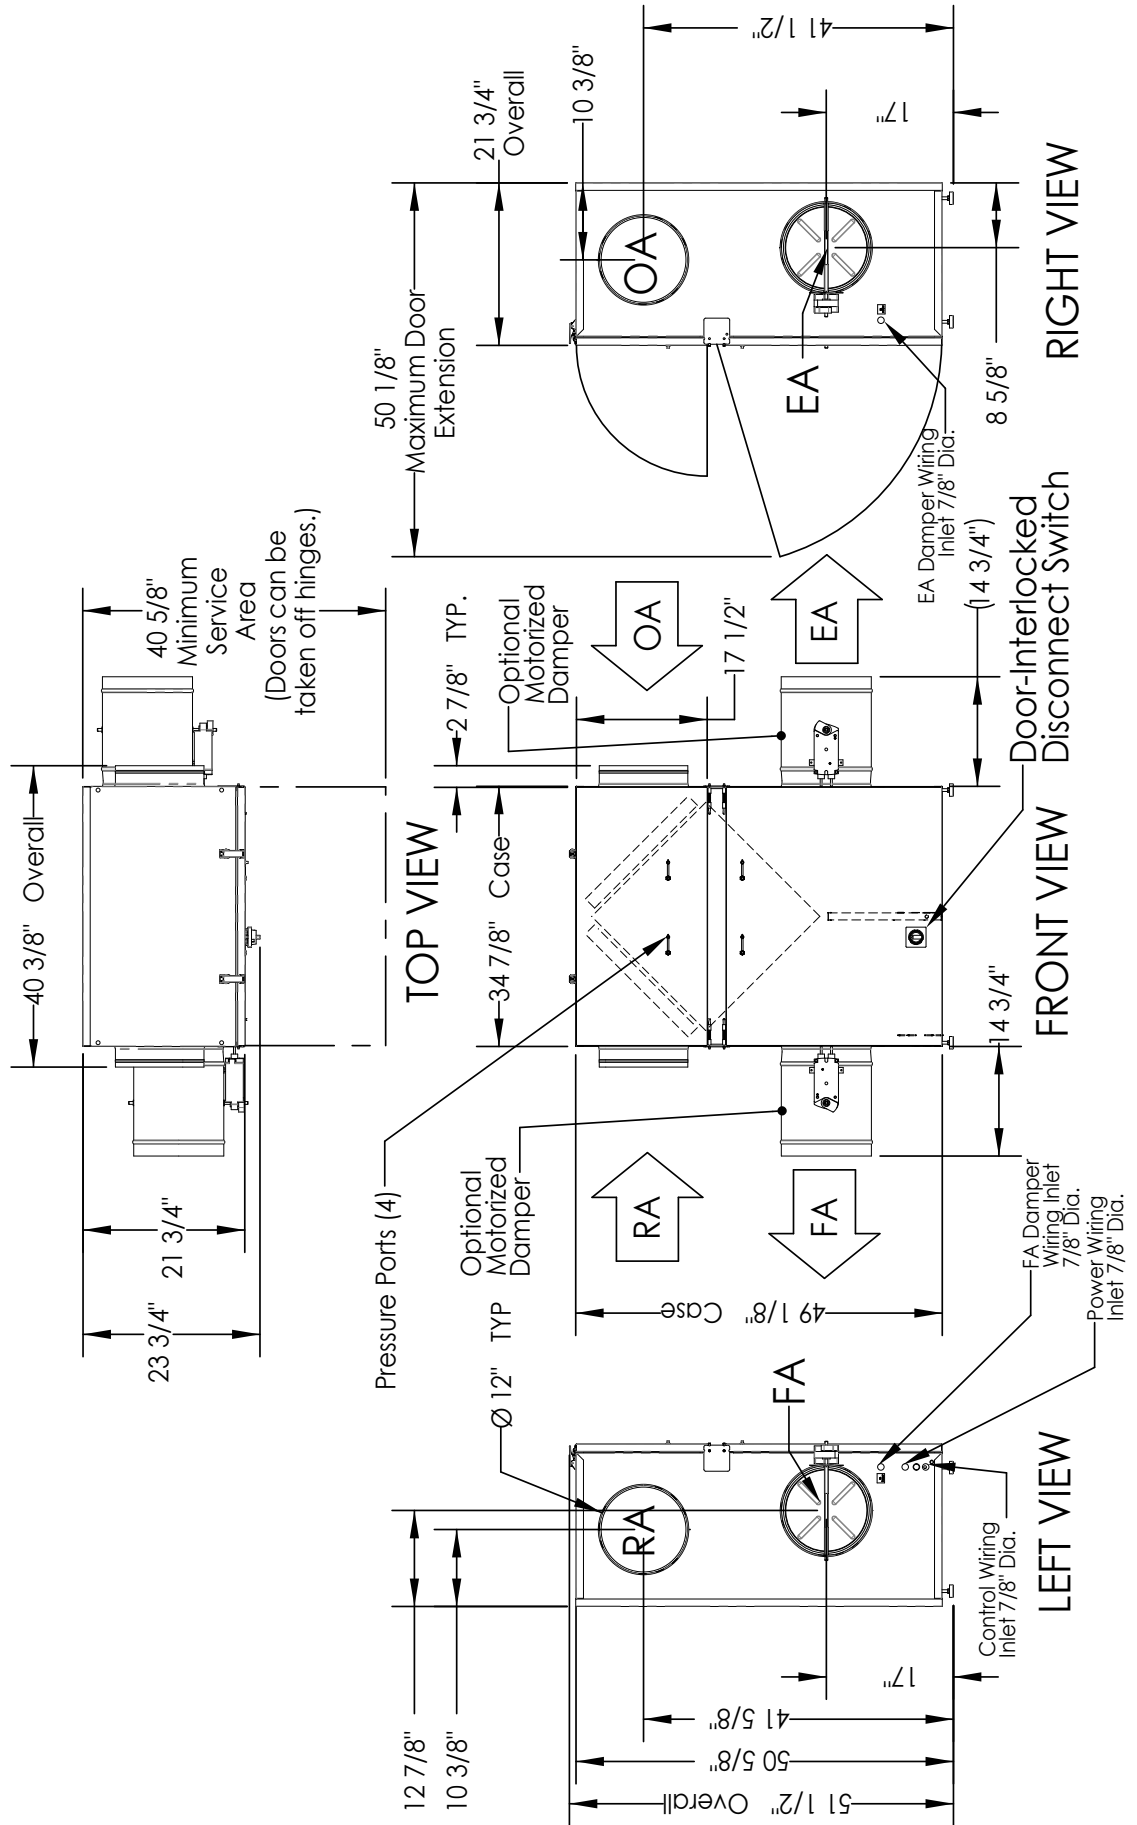 40 3/8" Overall
40 5/8"
Minimum
Service
Area
(Doors can be
taken off hinges.)
21 3/4"
23 3/4"
TOP VIEW
Pressure Ports (4)
50 1/8"
Maximum Door
Extension
21 3/4"
Overall
10 3/8"
41 1/2"
17"
8 5/8"
OA
EA
EA Damper Wiring
Inlet 7/8" Dia.
RIGHT VIEW
2 7/8" TYP.
Optional
Motorized
Damper
OA
17 1/2"
EA
(14 3/4")
34 7/8" Case
Door-Interlocked
Disconnect Switch
FRONT VIEW
14 3/4"
Optional
Motorized
Damper
RA
FA
49 1/8" Case
Ø 12" TYP
12 7/8"
10 3/8"
RA
FA
FA Damper
Wiring Inlet
7/8" Dia.
Power Wiring
Inlet 7/8" Dia.
Control Wiring
Inlet 7/8" Dia.
17"
41 5/8"
50 5/8"
51 1/2" Overall
LEFT VIEW